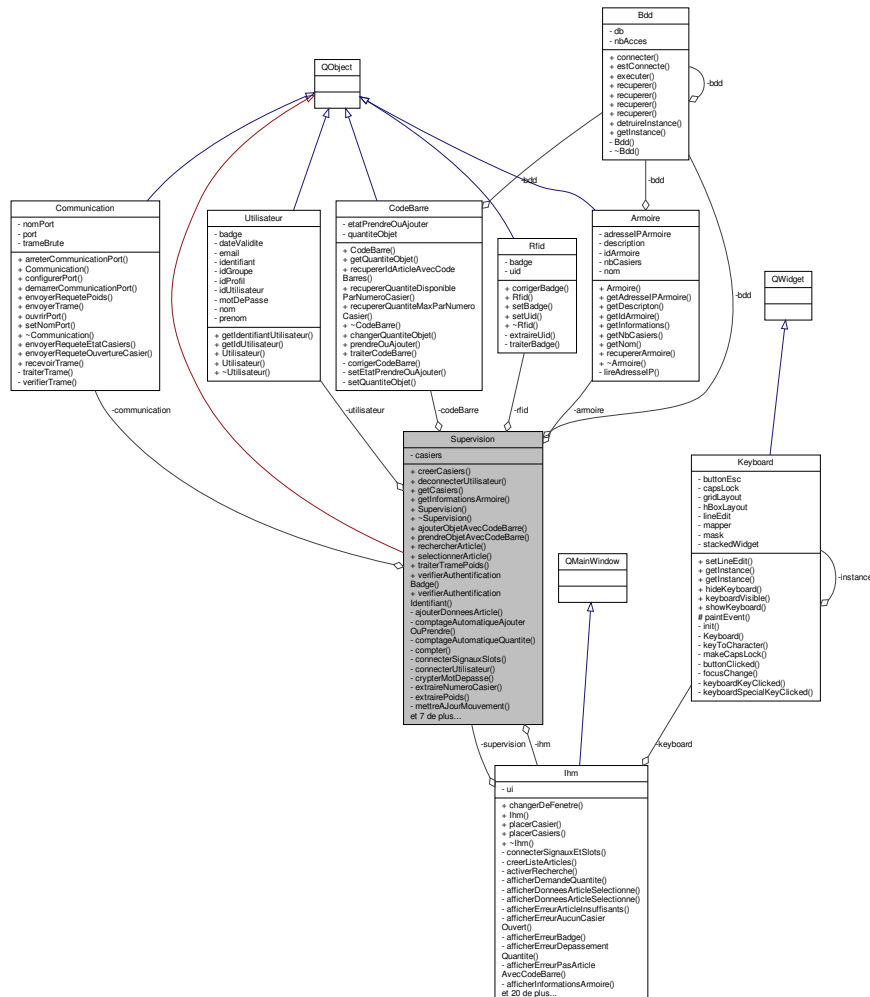 Bdd
- db
- nbAcces
+ connecter()
+ estConnecte()
+ executer()
+ recuperer()
+ recuperer()
+ recuperer()
+ recuperer()
+ detruireInstance()
+ getInstance()
- Bdd()
- ~Bdd()
-bdd
QObject
-bdd
-bdd
-bdd
Communication
- nomPort
- port
- trameBrute
+ arreterCommunicationPort()
+ Communication()
+ configurerPort()
+ demarrerCommunicationPort()
+ envoyerRequetePoids()
+ envoyerTrame()
+ ouvrirPort()
+ setNomPort()
+ ~Communication()
+ envoyerRequeteEtatCasiers()
+ envoyerRequeteOuvertureCasier()
+ recevoirTrame()
- traiterTrame()
- verifierTrame()
Utilisateur
- badge
- dateValidite
- email
- identifiant
- idGroupe
- idProfil
- idUtilisateur
- motDePasse
- nom
- prenom
+ getIdentifiantUtilisateur()
+ getIdUtilisateur()
+ Utilisateur()
+ Utilisateur()
+ ~Utilisateur()
CodeBarre
- etatPrendreOuAjouter
- quantiteObjet
+ CodeBarre()
+ getQuantiteObjet()
+ recupererIdArticleAvecCode
Barres()
+ recupererQuantiteDisponible
ParNumeroCasier()
+ recupererQuantiteMaxParNumero
Casier()
+ ~CodeBarre()
+ changerQuantiteObjet()
+ prendreOuAjouter()
+ traiterCodeBarre()
- corrigerCodeBarre()
- setEtatPrendreOuAjouter()
- setQuantiteObjet()
Rfid
- badge
- uid
+ corrigerBadge()
+ Rfid()
+ setBadge()
+ setUid()
+ ~Rfid()
- extraireUid()
- traiterBadge()
Armoire
- adresseIPArmoire
- description
- idArmoire
- nbCasiers
- nom
+ Armoire()
+ getAdresseIPArmoire()
+ getDescripton()
+ getIdArmoire()
+ getInformations()
+ getNbCasiers()
+ getNom()
+ recupererArmoire()
+ ~Armoire()
- lireAdresseIP()
QWidget
-communication
-utilisateur
-codeBarre
-rfid
-armoire
Supervision
- casiers
+ creerCasiers()
+ deconnecterUtilisateur()
+ getCasiers()
+ getInformationsArmoire()
+ Supervision()
+ ~Supervision()
+ ajouterObjetAvecCodeBarre()
+ prendreObjetAvecCodeBarre()
+ rechercherArticle()
+ selectionnerArticle()
+ traiterTramePoids()
+ verifierAuthentification
Badge()
+ verifierAuthentification
Identifiant()
- ajouterDonneesArticle()
- comptageAutomatiqueAjouter
OuPrendre()
- comptageAutomatiqueQuantite()
- compter()
- connecterSignauxSlots()
- connecterUtilisateur()
- crypterMotDepasse()
- extraireNumeroCasier()
- extrairePoids()
- mettreAJourMouvement()
et 7 de plus...
QMainWindow
Keyboard
- buttonEsc
- capsLock
- gridLayout
- hBoxLayout
- lineEdit
- mapper
- mask
- stackedWidget
+ setLineEdit()
+ getInstance()
+ getInstance()
+ hideKeyboard()
+ keyboardVisible()
+ showKeyboard()
# paintEvent()
- init()
- Keyboard()
- keyToCharacter()
- makeCapsLock()
- buttonClicked()
- focusChange()
- keyboardKeyClicked()
- keyboardSpecialKeyClicked()
-instance
-supervision
-ihm
-keyboard
Ihm
- ui
+ changerDeFenetre()
+ Ihm()
+ placerCasier()
+ placerCasiers()
+ ~Ihm()
- connecterSignauxEtSlots()
- creerListeArticles()
- activerRecherche()
- afficherDemandeQuantite()
- afficherDonneesArticleSelectionne()
- afficherDonneesArticleSelectionne()
- afficherErreurArticleInsuffisants()
- afficherErreurAucunCasier
Ouvert()
- afficherErreurBadge()
- afficherErreurDepassement
Quantite()
- afficherErreurPasArticle
AvecCodeBarre()
- afficherInformationsArmoire()
et 20 de plus...